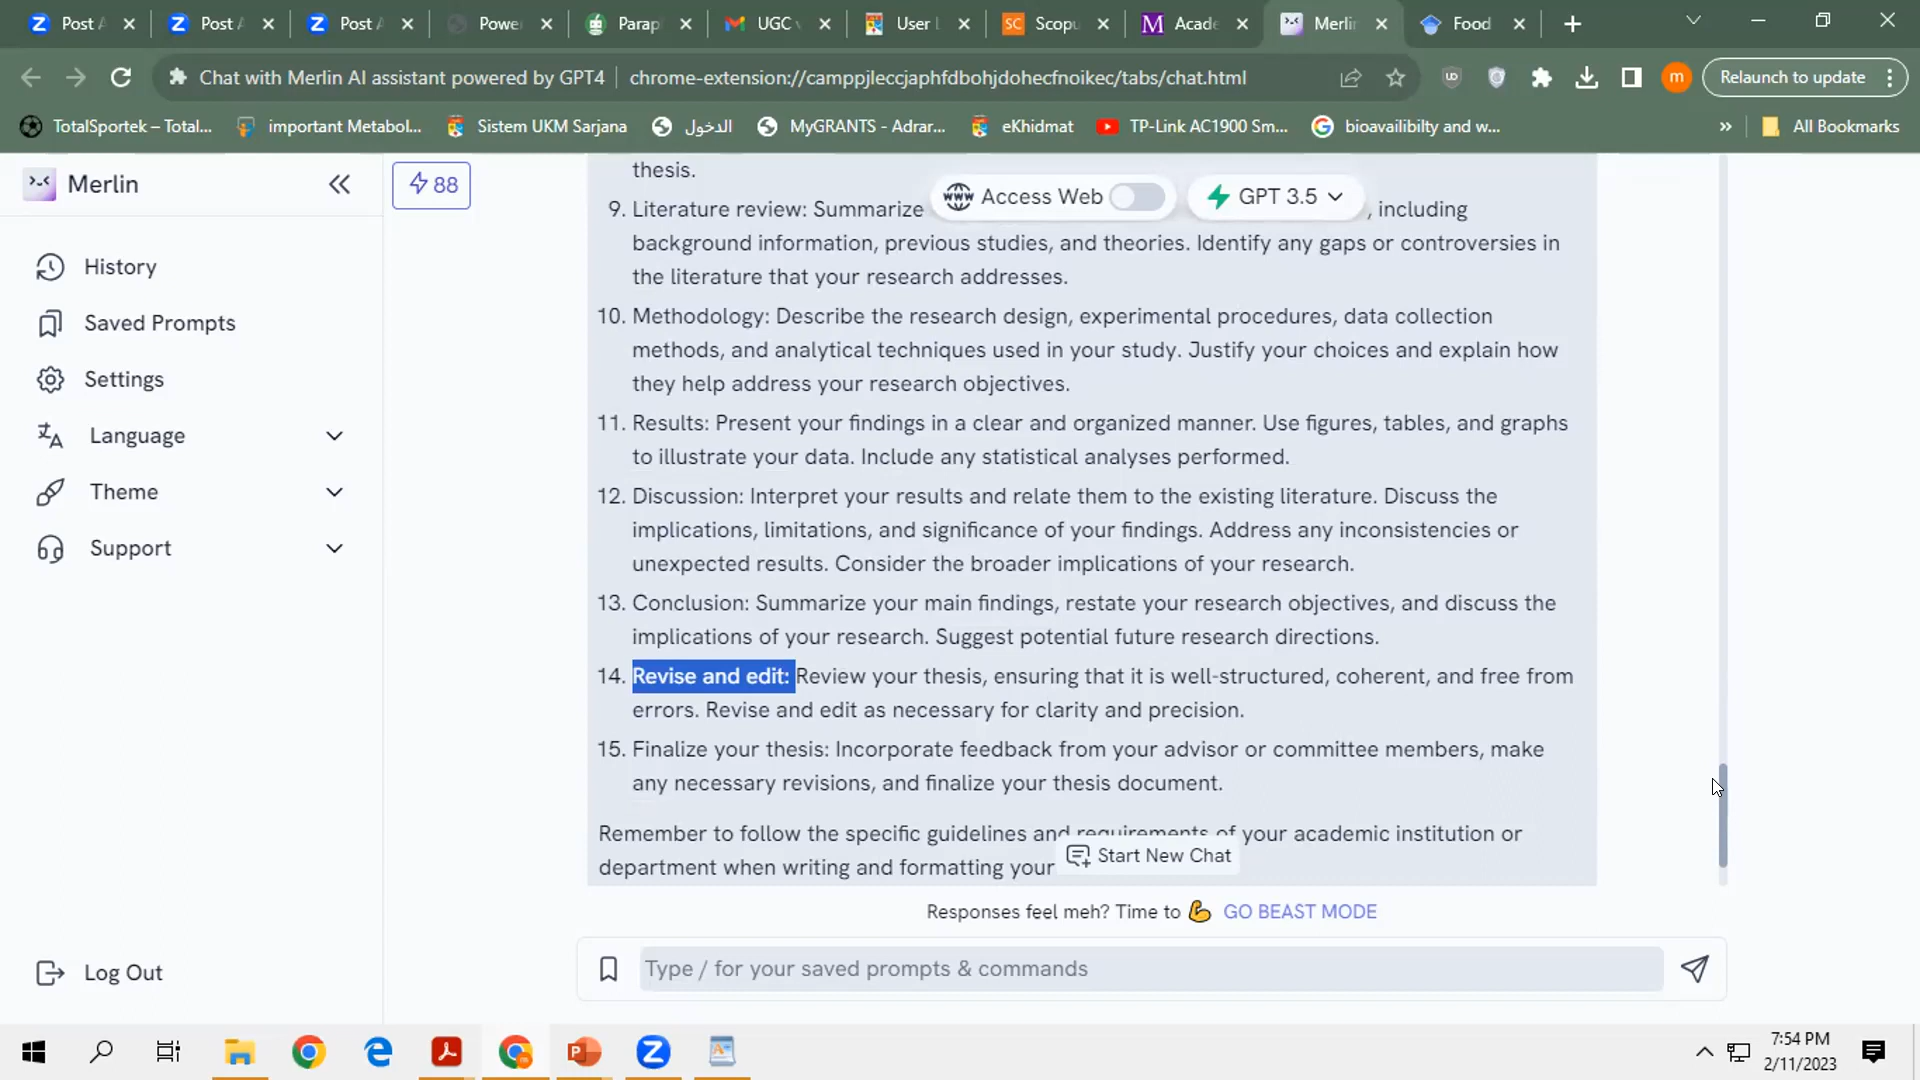 Post A
Post A
Post A
Powe
Parap
UGC v
User L
SC Scopu
M Acade
Merlin
Food
Chat with Merlin AI assistant powered by GPT4 chrome-extension://camppjleccjaphfdbohjdohecfnoikec/tabs/chat.html
m Relaunch to update
TotalSportek – Total... important Metabol... Sistem UKM Sarjana الدخول MyGRANTS - Adrar... eKhidmat TP-Link AC1900 Sm... bioavailibilty and w... » All Bookmarks
Merlin
88
Access Web
GPT 3.5
History
Saved Prompts
Settings
Language
Theme
Support
Log Out
thesis.
9. Literature review: Summarize , including
background information, previous studies, and theories. Identify any gaps or controversies in
the literature that your research addresses.
10. Methodology: Describe the research design, experimental procedures, data collection
methods, and analytical techniques used in your study. Justify your choices and explain how
they help address your research objectives.
11. Results: Present your findings in a clear and organized manner. Use figures, tables, and graphs
to illustrate your data. Include any statistical analyses performed.
12. Discussion: Interpret your results and relate them to the existing literature. Discuss the
implications, limitations, and significance of your findings. Address any inconsistencies or
unexpected results. Consider the broader implications of your research.
13. Conclusion: Summarize your main findings, restate your research objectives, and discuss the
implications of your research. Suggest potential future research directions.
14. Revise and edit: Review your thesis, ensuring that it is well-structured, coherent, and free from
errors. Revise and edit as necessary for clarity and precision.
15. Finalize your thesis: Incorporate feedback from your advisor or committee members, make
any necessary revisions, and finalize your thesis document.
Remember to follow the specific guidelines and requirements of your academic institution or
department when writing and formatting your
Start New Chat
Responses feel meh? Time to 💪 GO BEAST MODE
Type / for your saved prompts & commands
7:54 PM
2/11/2023